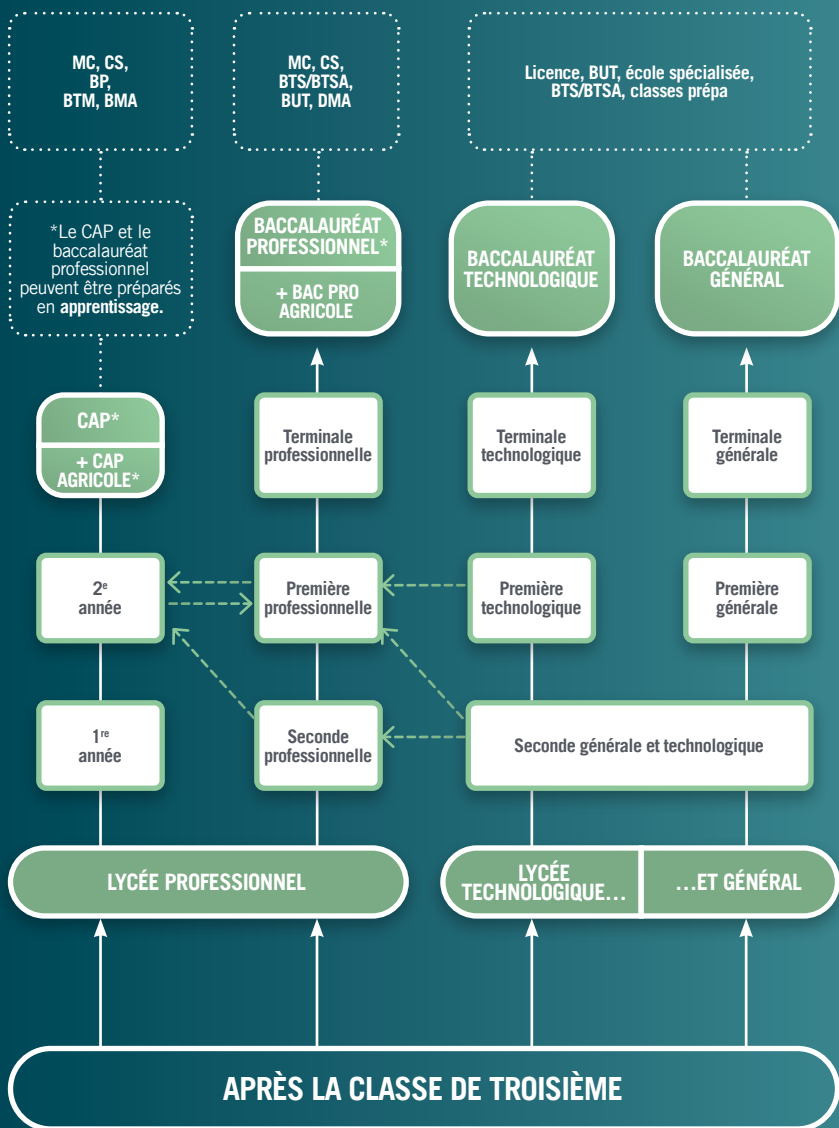 MC, CS,
BP,
BTM, BMA
MC, CS,
BTS/BTSA,
BUT, DMA
Licence, BUT, école spécialisée,
BTS/BTSA, classes prépa
*Le CAP et le
baccalauréat
professionnel
peuvent être préparés
en apprentissage.
BACCALAURÉAT
PROFESSIONNEL*
+ BAC PRO
AGRICOLE
BACCALAURÉAT
TECHNOLOGIQUE
BACCALAURÉAT
GÉNÉRAL
CAP*
+ CAP
AGRICOLE*
Terminale
professionnelle
Terminale
technologique
Terminale
générale
2e
année
Première
professionnelle
Première
technologique
Première
générale
1re
année
Seconde
professionnelle
Seconde générale et technologique
LYCÉE PROFESSIONNEL
LYCÉE
TECHNOLOGIQUE...
...ET GÉNÉRAL
APRÈS LA CLASSE DE TROISIÈME